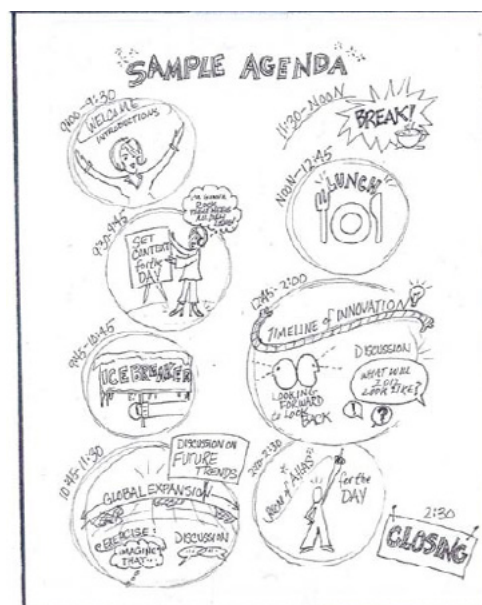 SAMPLE AGENDA
9:00-9:30
WELCOME
INTRODUCTIONS
9:30-9:45
SET
CONTEXT
for the
DAY
9:45-10:45
ICE BREAKER
10:45-11:30
DISCUSSION ON
FUTURE
TRENDS
GLOBAL EXPANSION
EXERCISE:
IMAGINE
THAT...
DISCUSSION
11:30-NOON
BREAK!
NOON-12:45
LUNCH
12:45-2:00
TIMELINE of INNOVATION
DISCUSSION
WHAT WILL
LOOK LIKE?
! ?
LOOKING
FORWARD
to Look
BACK
2:00-2:30
for the
DAY
2:30
CLOSING